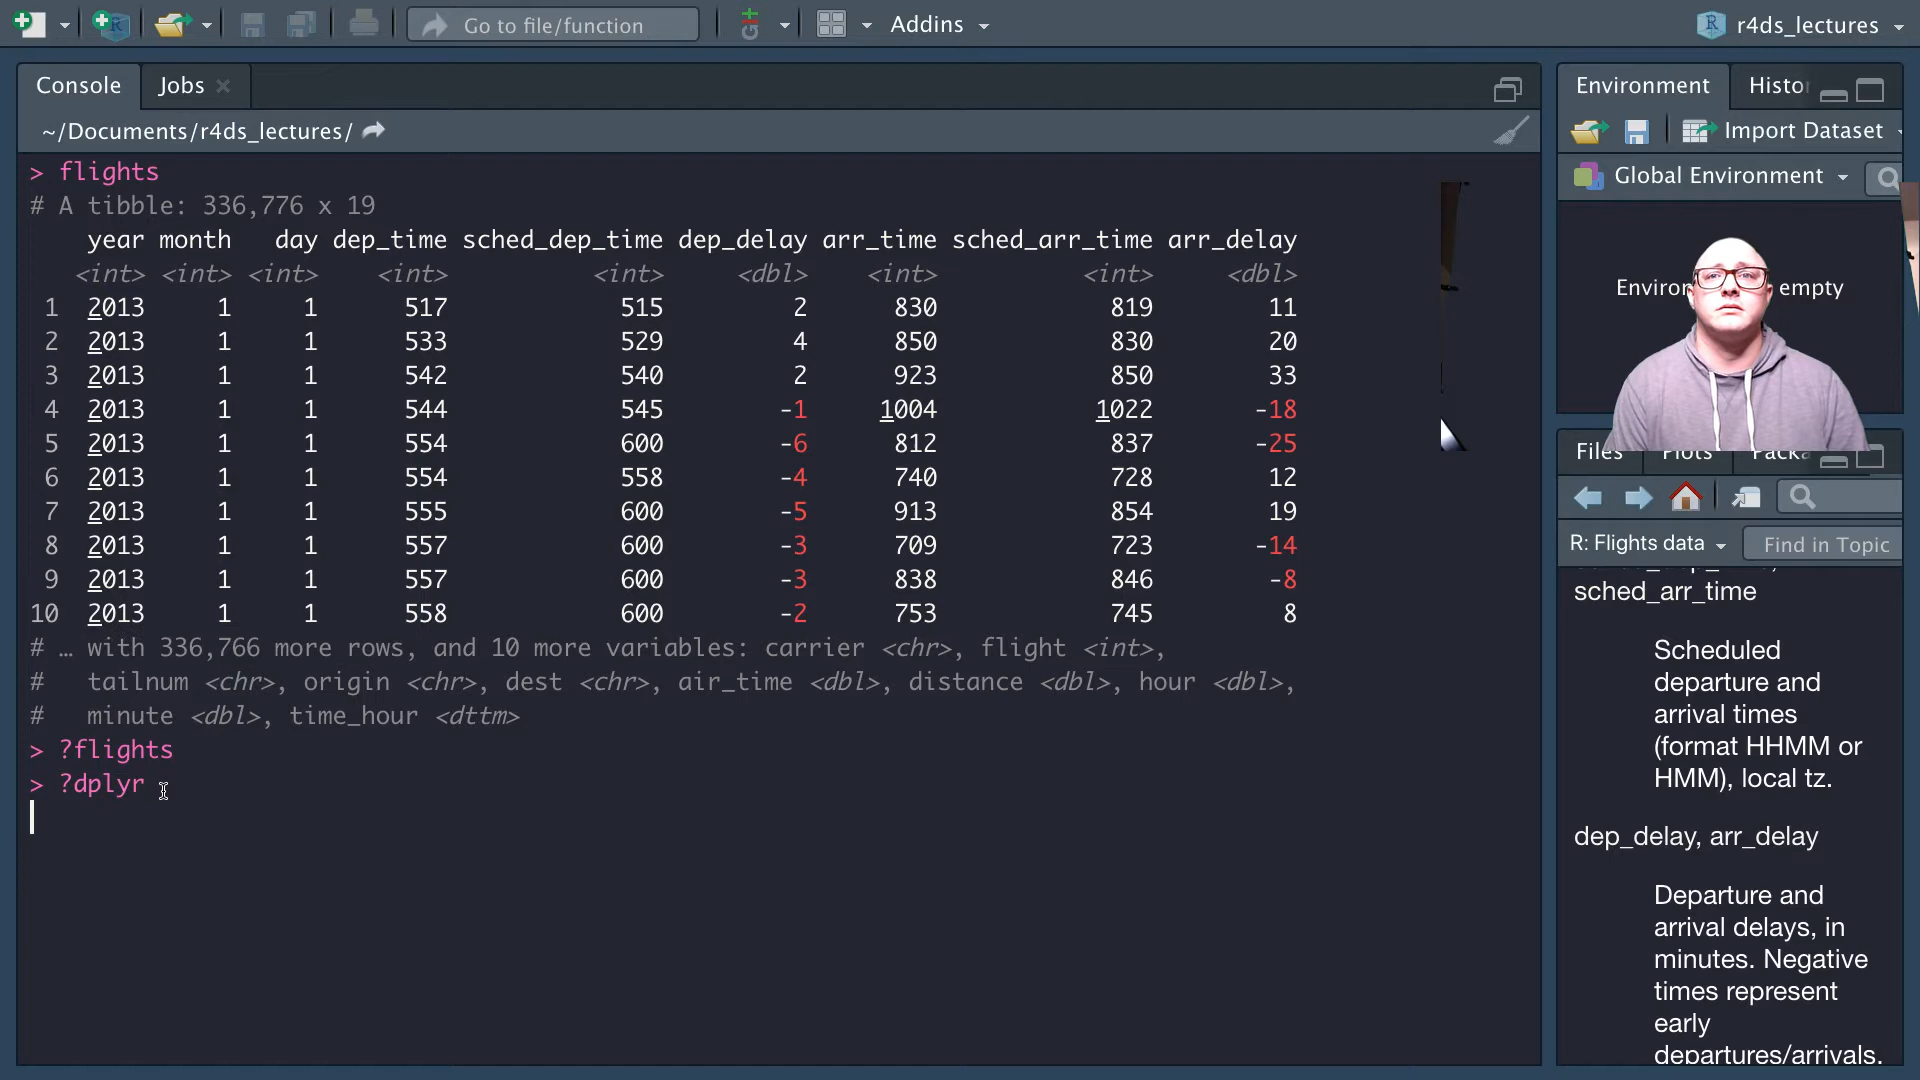 Go to file/function
Addins
r4ds_lectures
Console
Jobs
~/Documents/r4ds_lectures/
> flights
# A tibble: 336,776 x 19
year month day dep_time sched_dep_time dep_delay arr_time sched_arr_time arr_delay
<int> <int> <int> <int> <int> <dbl> <int> <int> <dbl>
1 2013 1 1 517 515 2 830 819 11
2 2013 1 1 533 529 4 850 830 20
3 2013 1 1 542 540 2 923 850 33
4 2013 1 1 544 545 -1 1004 1022 -18
5 2013 1 1 554 600 -6 812 837 -25
6 2013 1 1 554 558 -4 740 728 12
7 2013 1 1 555 600 -5 913 854 19
8 2013 1 1 557 600 -3 709 723 -14
9 2013 1 1 557 600 -3 838 846 -8
10 2013 1 1 558 600 -2 753 745 8
# … with 336,766 more rows, and 10 more variables: carrier <chr>, flight <int>,
# tailnum <chr>, origin <chr>, dest <chr>, air_time <dbl>, distance <dbl>, hour <dbl>,
# minute <dbl>, time_hour <dttm>
> ?flights
> ?dplyr
Environment
Histo
Import Dataset
Global Environment
Environ
empty
Files
Plots
Packa
R: Flights data
Find in Topic
sched_arr_time
Scheduled
departure and
arrival times
(format HHMM or
HMM), local tz.
dep_delay, arr_delay
Departure and
arrival delays, in
minutes. Negative
times represent
early
departures/arrivals.